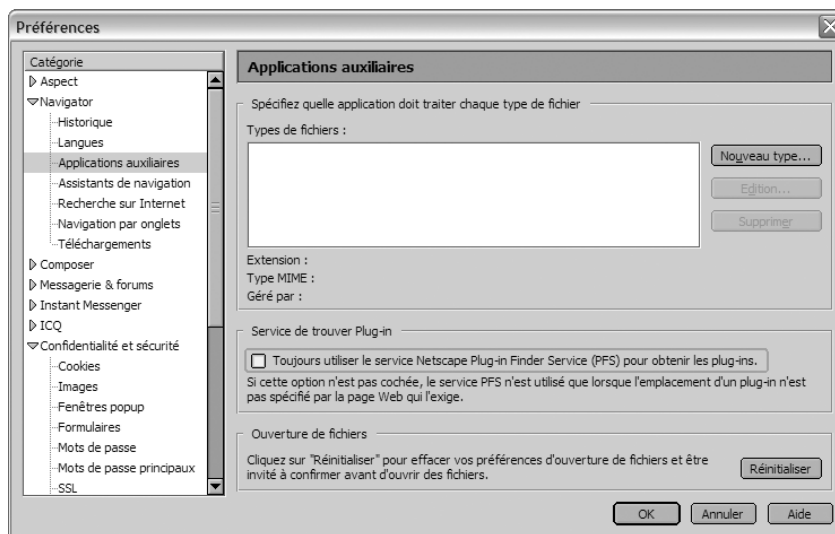 Préférences
Catégorie
Aspect
Navigator
Historique
Langues
Applications auxiliaires
Assistants de navigation
Recherche sur Internet
Navigation par onglets
Téléchargements
Composer
Messagerie & forums
Instant Messenger
ICQ
Confidentialité et sécurité
Cookies
Images
Fenêtres popup
Formulaires
Mots de passe
Mots de passe principaux
SSL
Applications auxiliaires
Spécifiez quelle application doit traiter chaque type de fichier
Types de fichiers :
Nouveau type...
Edition...
Supprimer
Extension :
Type MIME :
Géré par :
Service de trouver Plug-in
Toujours utiliser le service Netscape Plug-in Finder Service (PFS) pour obtenir les plug-ins.
Si cette option n'est pas cochée, le service PFS n'est utilisé que lorsque l'emplacement d'un plug-in n'est
pas spécifié par la page Web qui l'exige.
Ouverture de fichiers
Cliquez sur "Réinitialiser" pour effacer vos préférences d'ouverture de fichiers et être
invité à confirmer avant d'ouvrir des fichiers.
Réinitialiser
OK
Annuler
Aide